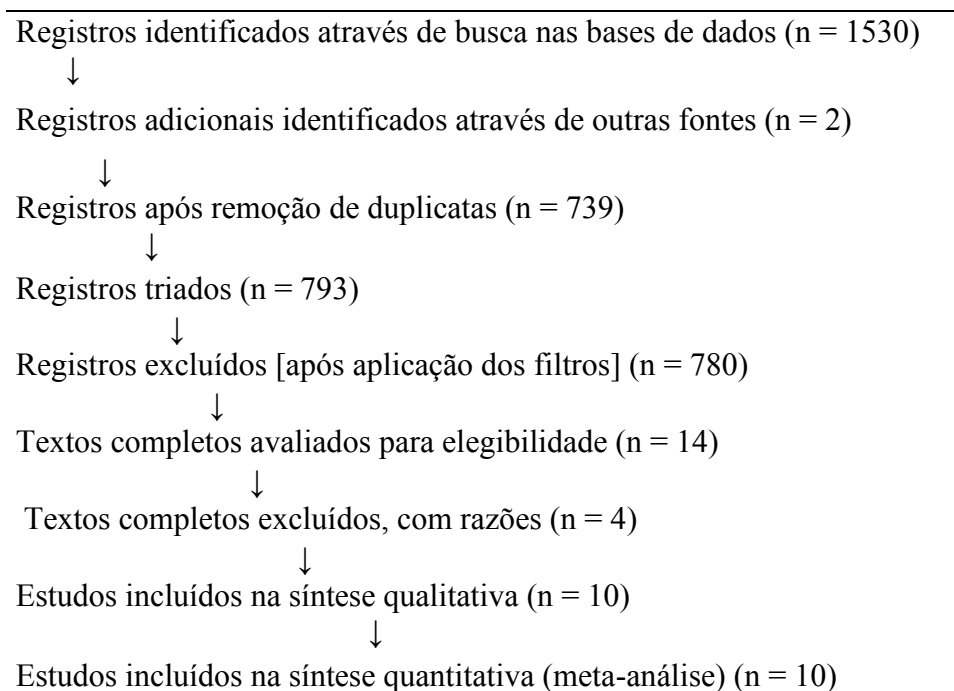 Registros identificados através de busca nas bases de dados (n = 1530)
↓
Registros adicionais identificados através de outras fontes (n = 2)
↓
Registros após remoção de duplicatas (n = 739)
↓
Registros triados (n = 793)
↓
Registros excluídos [após aplicação dos filtros] (n = 780)
↓
Textos completos avaliados para elegibilidade (n = 14)
↓
Textos completos excluídos, com razões (n = 4)
↓
Estudos incluídos na síntese qualitativa (n = 10)
↓
Estudos incluídos na síntese quantitativa (meta-análise) (n = 10)